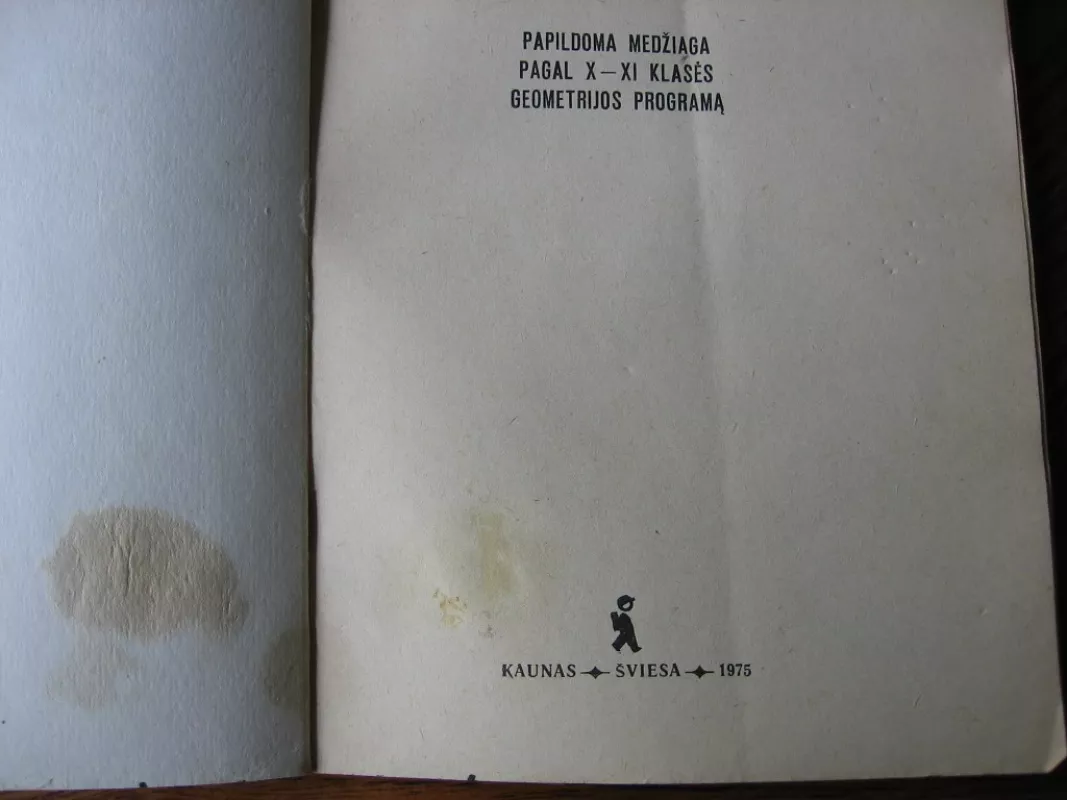 PAPILDOMA MEDŽIAGA
PAGAL X—XI KLASĖS
GEOMETRIJOS PROGRAMĄ
KAUNAS ✦ ŠVIESA ✦ 1975